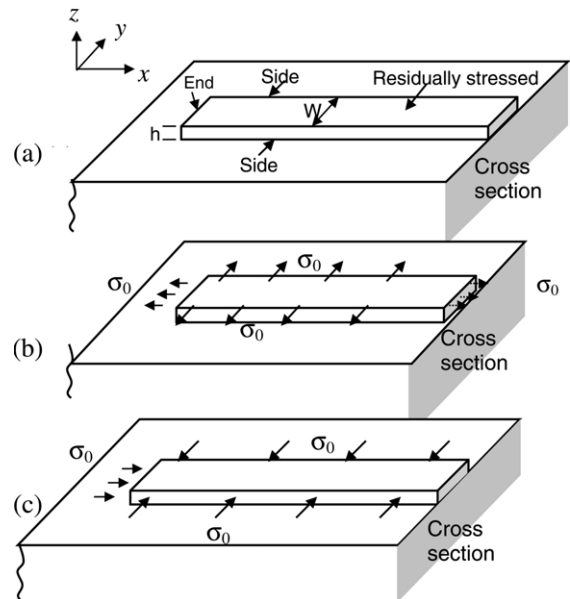 z
y
x
Side
Residually stressed
End
W
h
(a)
Side
Cross
section
σ₀
σ₀
σ₀
σ₀
(b)
Cross
section
σ₀
σ₀
(c)
σ₀
Cross
section